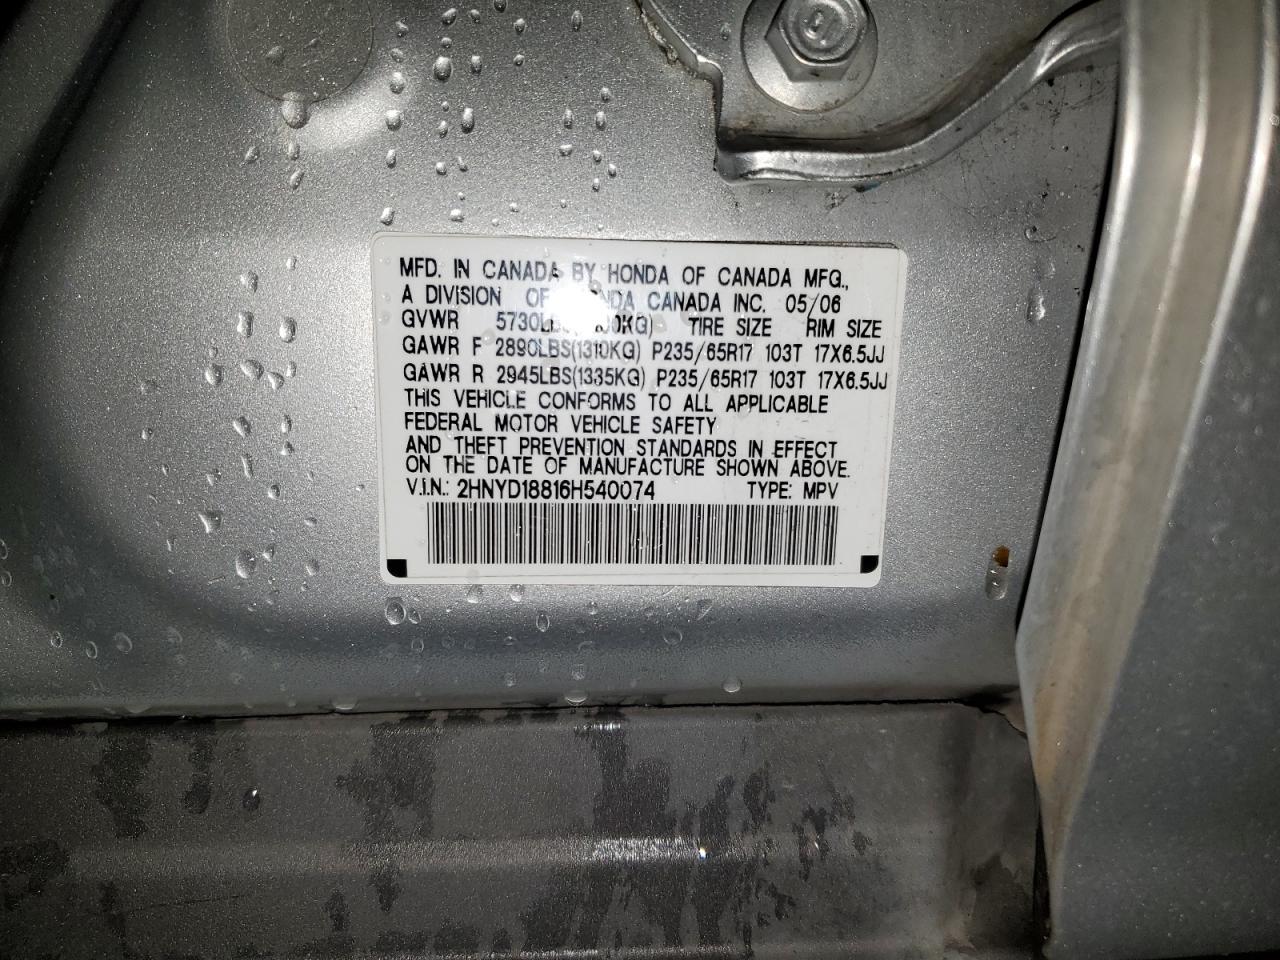 MFD. IN CANADA BY HONDA OF CANADA MFG.,
A DIVISION OF HONDA CANADA INC. 05/06
GVWR TIRE SIZE RIM SIZE
GAWR F 2890LBS(1310KG) P235/65R17 103T 17X6.5JJ
GAWR R 2945LBS(1335KG) P235/65R17 103T 17X6.5JJ
THIS VEHICLE CONFORMS TO ALL APPLICABLE
FEDERAL MOTOR VEHICLE SAFETY
AND THEFT PREVENTION STANDARDS IN EFFECT
ON THE DATE OF MANUFACTURE SHOWN ABOVE.
V.I.N.: 2HNYD18816H540074 TYPE: MPV